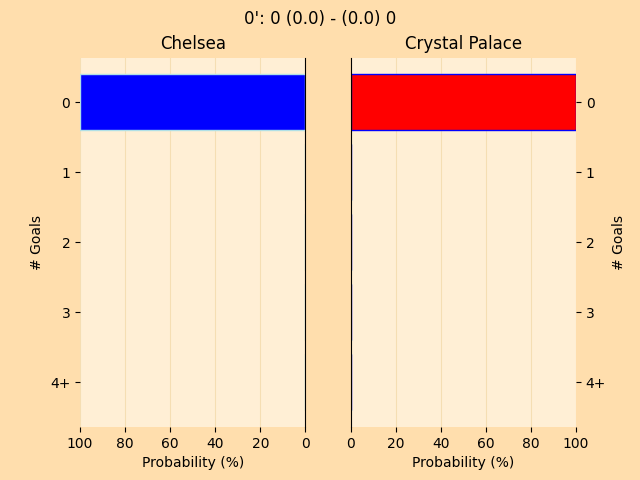 0': 0 (0.0) - (0.0) 0
Chelsea
Crystal Palace
0
1
2
3
4+
# Goals
100 80 60 40 20 0
Probability (%)
0
1
2
3
4+
# Goals
0 20 40 60 80 100
Probability (%)